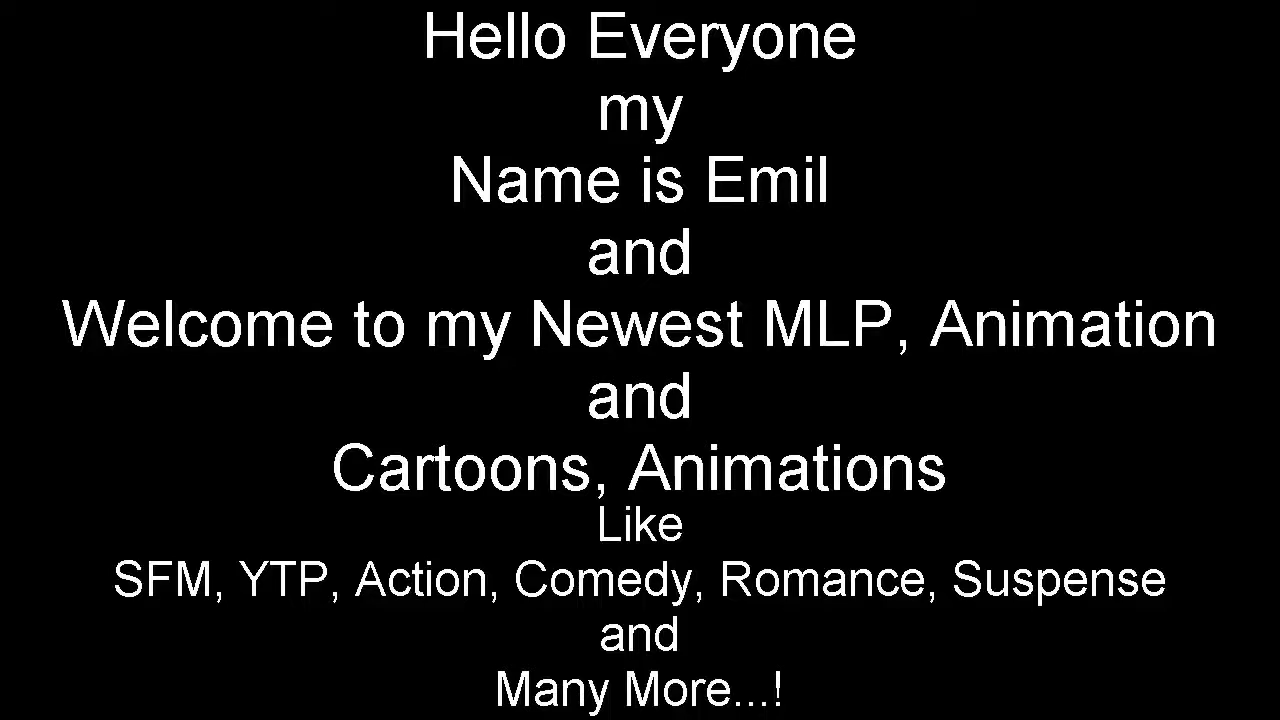 Hello Everyone
my
Name is Emil
and
Welcome to my Newest MLP, Animation
and
Cartoons, Animations
Like
SFM, YTP, Action, Comedy, Romance, Suspense
and
Many More...!